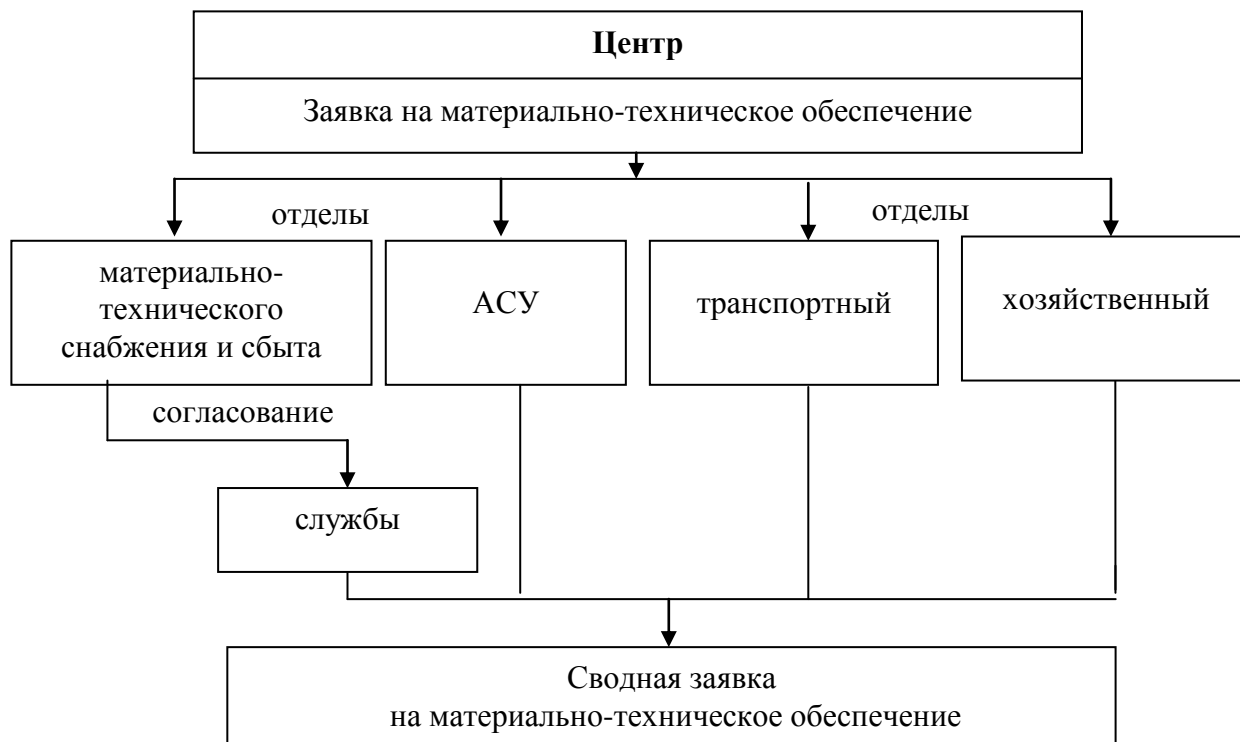 Центр
Заявка на материально-техническое обеспечение
отделы
отделы
материально-
технического
снабжения и сбыта
АСУ
транспортный
хозяйственный
согласование
службы
Сводная заявка
на материально-техническое обеспечение